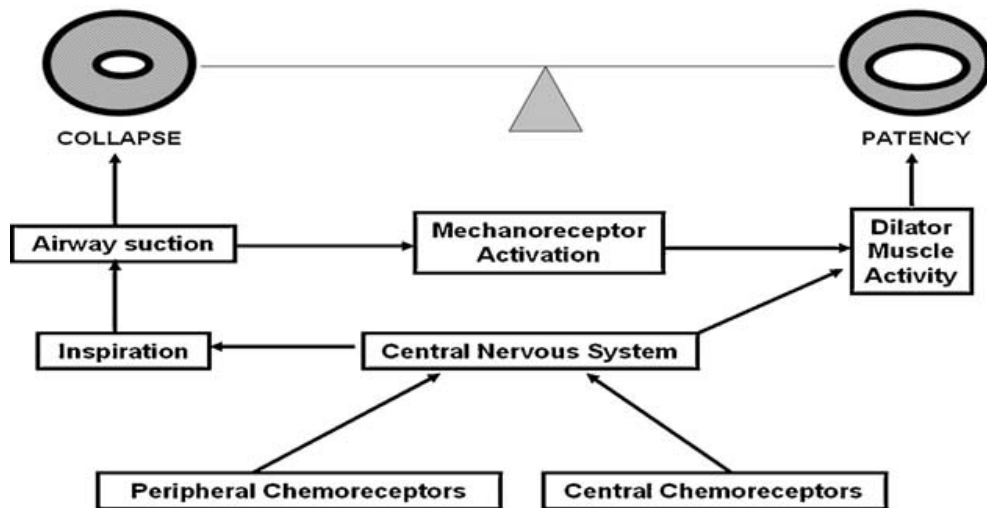 COLLAPSE
PATENCY
Airway suction
Mechanoreceptor
Activation
Dilator
Muscle
Activity
Inspiration
Central Nervous System
Peripheral Chemoreceptors
Central Chemoreceptors